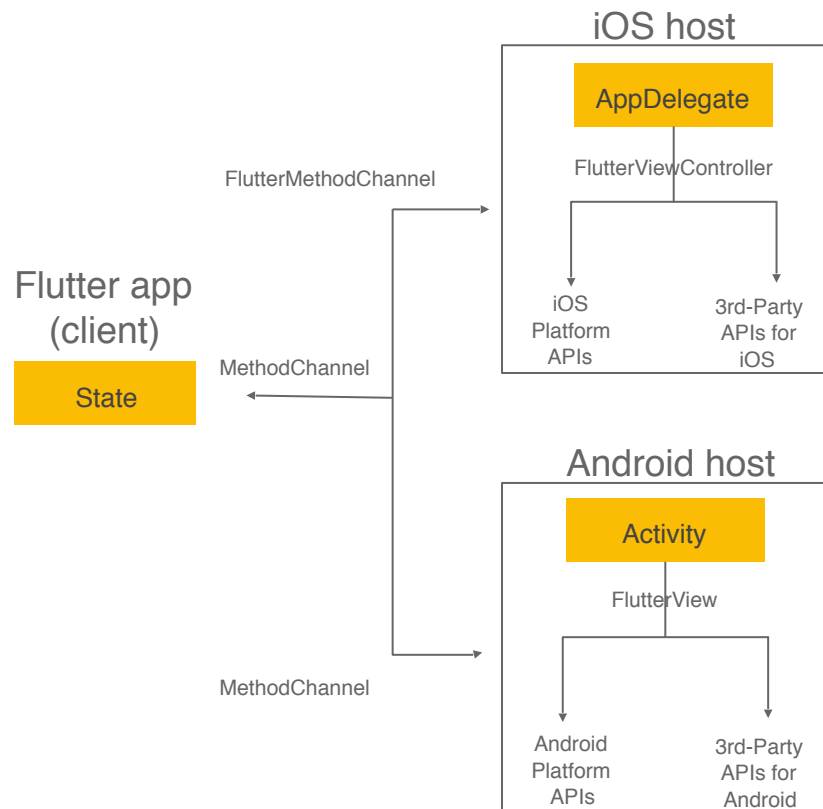 iOS host
AppDelegate
FlutterMethodChannel
FlutterViewController
iOS
Platform
APIs
3rd-Party
APIs for
iOS
Flutter app
(client)
MethodChannel
State
Android host
Activity
FlutterView
MethodChannel
Android
Platform
APIs
3rd-Party
APIs for
Android